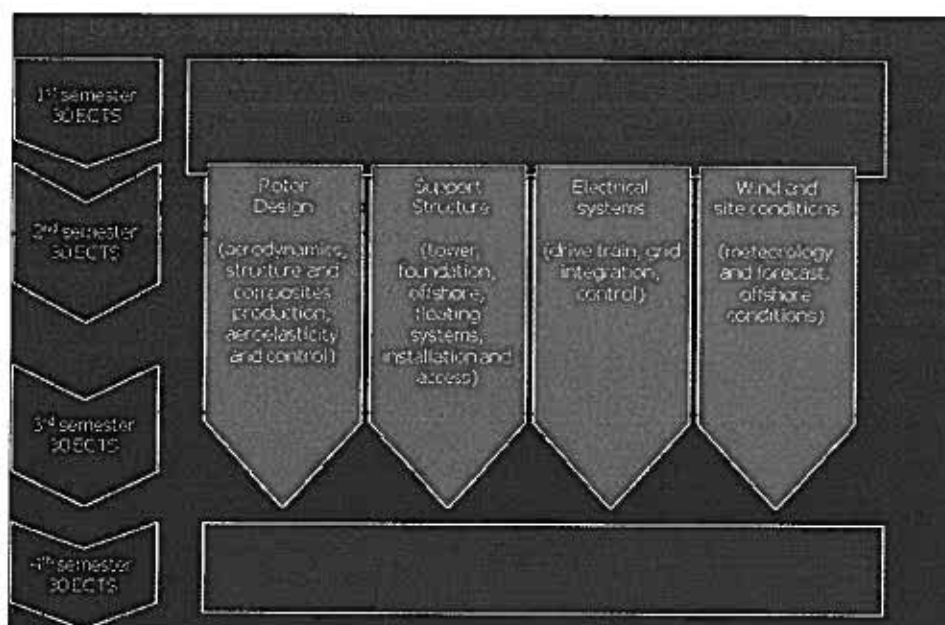 1st semester
30 ECTS
2nd semester
30 ECTS
3rd semester
30 ECTS
4th semester
30 ECTS
Rotor
Design
(aerodynamics,
structure and
composites
production,
aeroelasticity
and control)
Support
Structure
(tower,
foundation,
offshore,
floating
systems,
installation and
access)
Electrical
systems
(drive train, grid
integration,
control)
Wind and
site conditions
(meteorology
and forecast,
offshore
conditions)